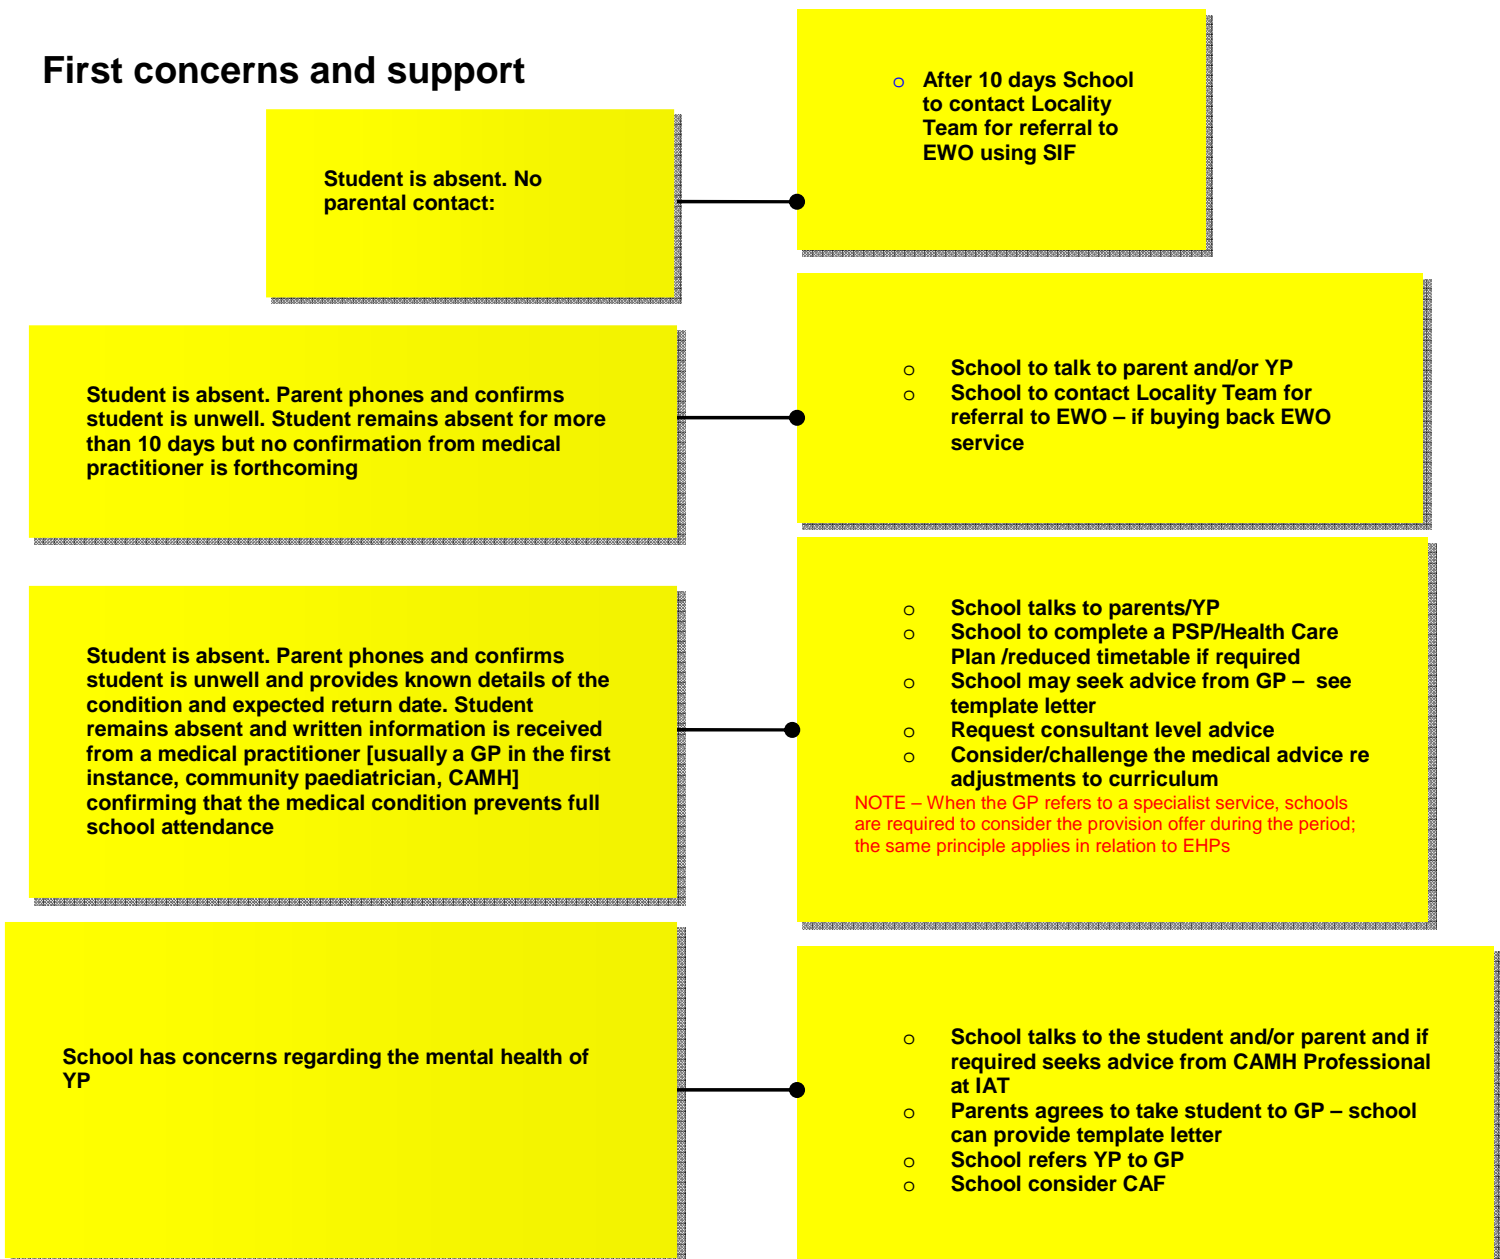 First concerns and support
Student is absent. No
parental contact:
o After 10 days School
to contact Locality
Team for referral to
EWO using SIF
Student is absent. Parent phones and confirms
student is unwell. Student remains absent for more
than 10 days but no confirmation from medical
practitioner is forthcoming
o School to talk to parent and/or YP
o School to contact Locality Team for
referral to EWO – if buying back EWO
service
Student is absent. Parent phones and confirms
student is unwell and provides known details of the
condition and expected return date. Student
remains absent and written information is received
from a medical practitioner [usually a GP in the first
instance, community paediatrician, CAMH]
confirming that the medical condition prevents full
school attendance
o School talks to parents/YP
o School to complete a PSP/Health Care
Plan /reduced timetable if required
o School may seek advice from GP – see
template letter
o Request consultant level advice
o Consider/challenge the medical advice re
adjustments to curriculum
NOTE – When the GP refers to a specialist service, schools
are required to consider the provision offer during the period;
the same principle applies in relation to EHPs
School has concerns regarding the mental health of
YP
o School talks to the student and/or parent and if
required seeks advice from CAMH Professional
at IAT
o Parents agrees to take student to GP – school
can provide template letter
o School refers YP to GP
o School consider CAF